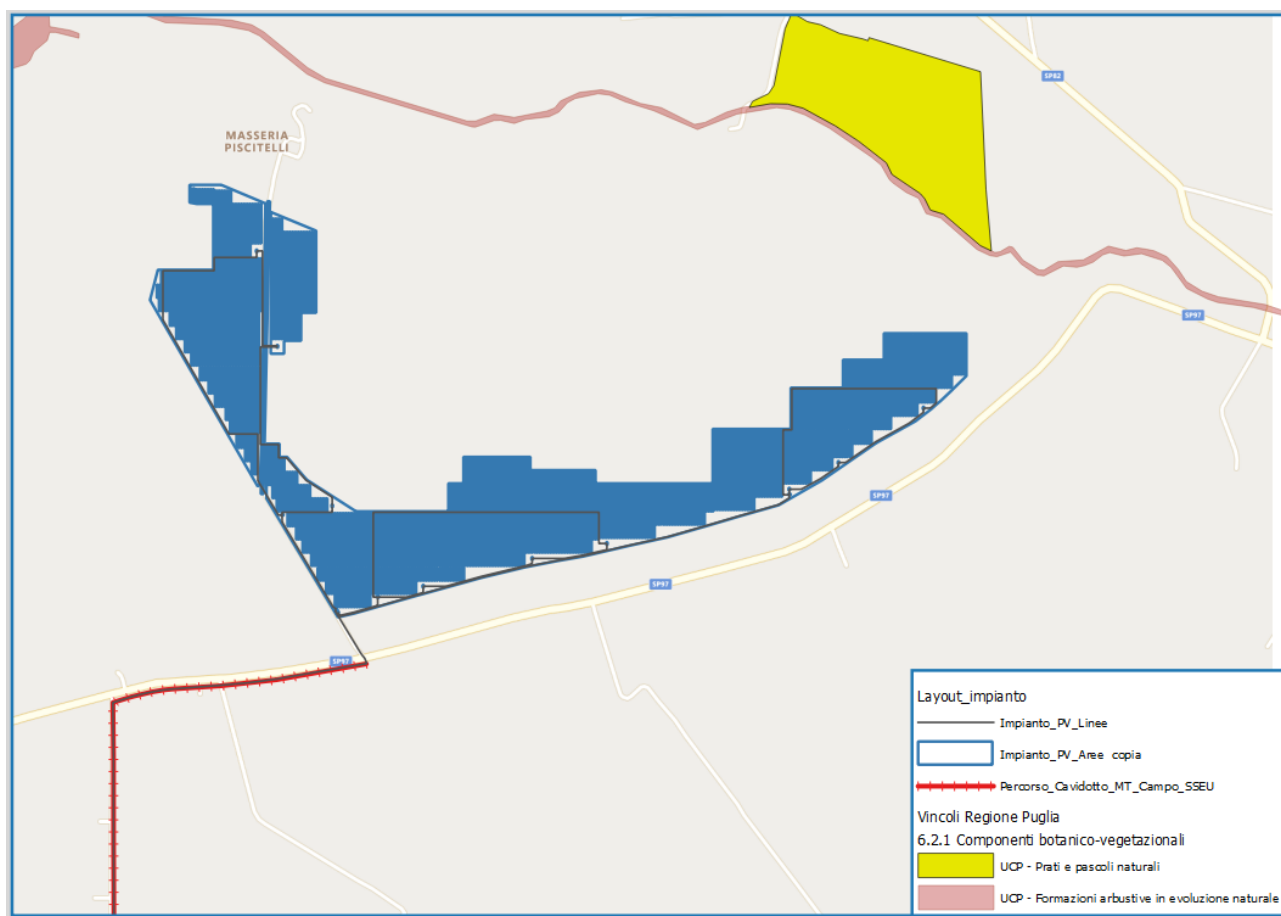 SP82
MASSERIA
PISCITELLI
SP97
SP97
SP97
SP97
Layout_impianto
Impianto_PV_Linee
Impianto_PV_Aree copia
Percorso_Cavidotto_MT_Campo_SSEU
Vincoli Regione Puglia
6.2.1 Componenti botanico-vegetazionali
UCP - Prati e pascoli naturali
UCP - Formazioni arbustive in evoluzione naturale